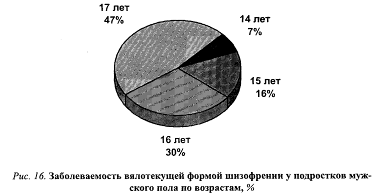 17 лет
47%
14 лет
7%
15 лет
16%
16 лет
30%
Рис. 16. Заболеваемость вялотекущей формой шизофрении у подростков муж-
ского пола по возрастам, %